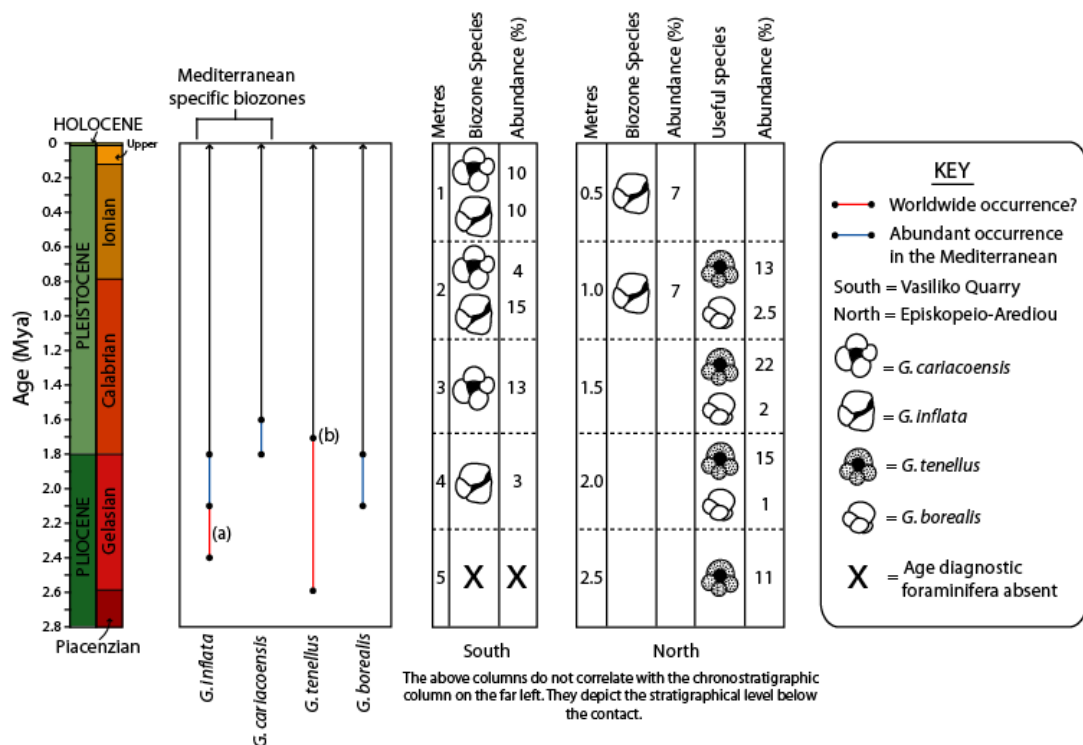 Mediterranean
specific biozones
HOLOCENE
Upper
Age (Mya)
0
0.2
0.4
0.6
0.8
1.0
1.2
1.4
1.6
1.8
2.0
2.2
2.4
2.6
2.8
PLEISTOCENE
PLIOCENE
Ionian
Calabrian
Gelasian
Piacenzian
(a)
(b)
G. inflata
G. cariacoensis
G. tenellus
G. borealis
Metres
Biozone Species
Abundance (%)
1
10
10
2
4
15
3
13
4
3
5
X
X
South
Metres
Biozone Species
Abundance (%)
Useful species
Abundance (%)
0.5
7
1.0
7
13
2.5
1.5
22
2
2.0
15
1
2.5
11
North
The above columns do not correlate with the chronostratigraphic
column on the far left. They depict the stratigraphical level below
the contact.
KEY
Worldwide occurrence?
Abundant occurrence
in the Mediterranean
South = Vasiliko Quarry
North = Episkopeio-Arediou
= G. cariacoensis
= G. inflata
= G. tenellus
= G. borealis
X = Age diagnostic
foraminifera absent